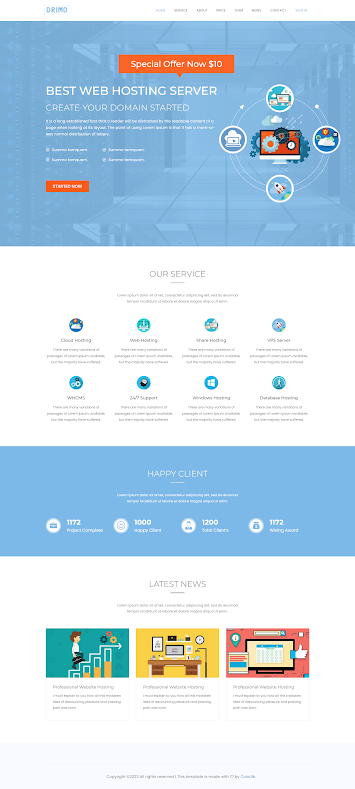 DRIMO
HOME SERVICE ABOUT PRICE TEAM NEWS CONTACT SIGN IN
Special Offer Now $10
BEST WEB HOSTING SERVER
CREATE YOUR DOMAIN STARTED
It is a long established fact that a reader will be distracted by the readable content of a
page when looking at its layout. The point of using Lorem Ipsum is that it has a more-or-
less normal distribution of letters.
STARTED NOW
OUR SERVICE
Lorem ipsum dolor sit amet, consectetur adipisicing elit, sed do eiusmod
tempor incididunt ut labore et dolore magna aliqua ut enim.
Cloud Hosting Web Hosting Share Hosting VPS Server
There are many variations of There are many variations of There are many variations of There are many variations of
passages of Lorem Ipsum available, passages of Lorem Ipsum available, passages of Lorem Ipsum available, passages of Lorem Ipsum available,
but the majority have suffered but the majority have suffered but the majority have suffered but the majority have suffered
WHCMS 24/7 Support Windows Hosting Database Hosting
There are many variations of There are many variations of There are many variations of There are many variations of
passages of Lorem Ipsum available, passages of Lorem Ipsum available, passages of Lorem Ipsum available, passages of Lorem Ipsum available,
but the majority have suffered but the majority have suffered but the majority have suffered but the majority have suffered
HAPPY CLIENT
Lorem ipsum dolor sit amet, consectetur adipisicing elit, sed do eiusmod
tempor incididunt ut labore et dolore magna aliqua ut enim.
1172 1000 1200 1172
Project Complete Happy Client Total Clients Wining Award
LATEST NEWS
Lorem ipsum dolor sit amet, consectetur adipisicing elit, sed do eiusmod
tempor incididunt ut labore et dolore magna aliqua ut enim.
Professional Website Hosting Professional Website Hosting Professional Website Hosting
I must explain to you how all this mistaken I must explain to you how all this mistaken I must explain to you how all this mistaken
idea of denouncing pleasure and praising idea of denouncing pleasure and praising idea of denouncing pleasure and praising
pain was born pain was born pain was born
Copyright ©2023 All rights reserved | This template is made with ♡ by Colorlib